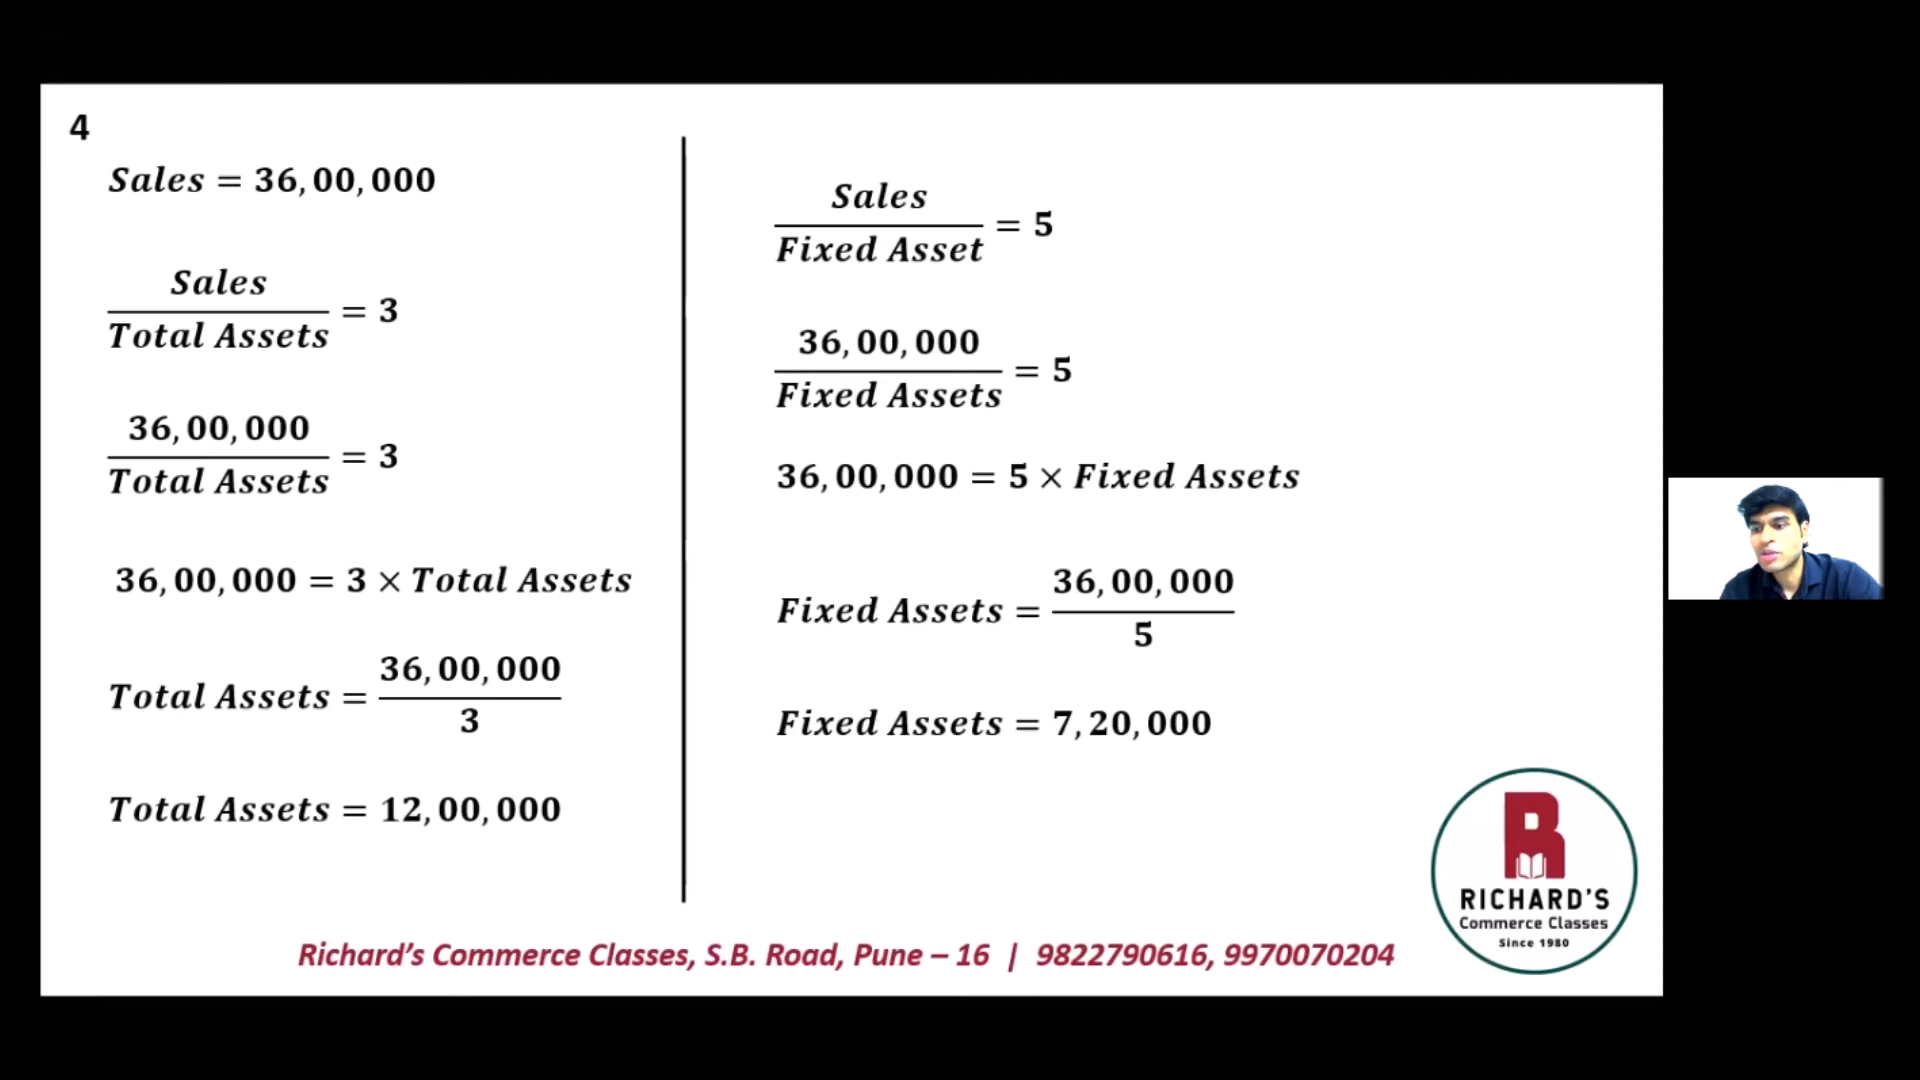 4
Sales = 36,00,000
Sales
Total Assets = 3
36,00,000
Total Assets = 3
36,00,000 = 3 × Total Assets
Total Assets = 36,00,000
3
Total Assets = 12,00,000
Sales
Fixed Asset = 5
36,00,000
Fixed Assets = 5
36,00,000 = 5 × Fixed Assets
Fixed Assets = 36,00,000
5
Fixed Assets = 7,20,000
R
RICHARD'S
Commerce Classes
Since 1980
Richard’s Commerce Classes, S.B. Road, Pune – 16 | 9822790616, 9970070204